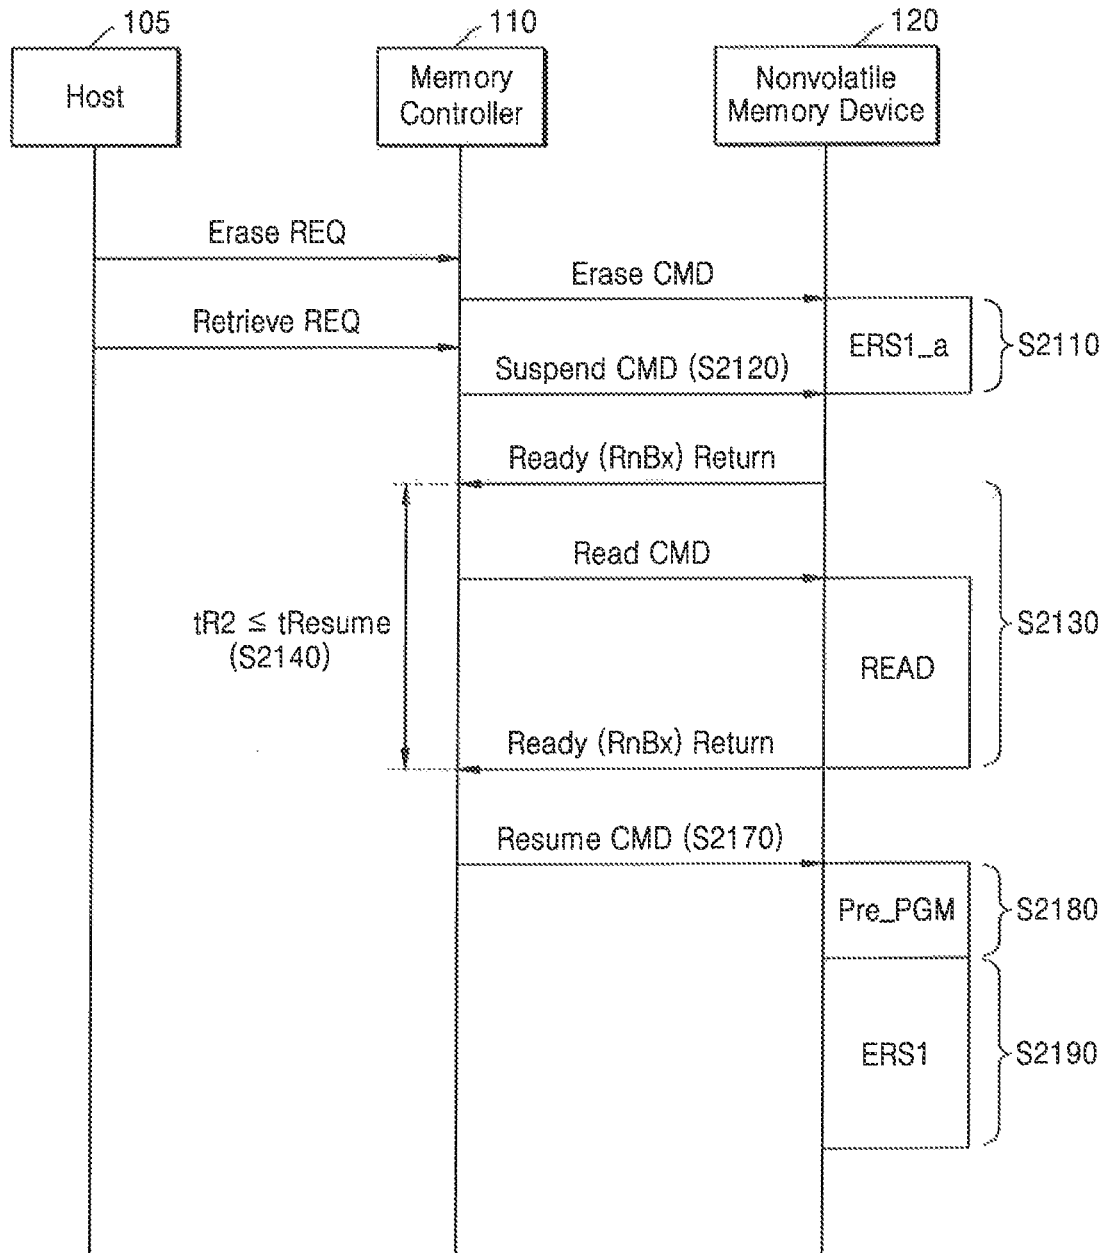 105
110
120
Host
Memory
Controller
Nonvolatile
Memory Device
Erase REQ
Erase CMD
Retrieve REQ
ERS1_a
S2110
Suspend CMD (S2120)
Ready (RnBx) Return
Read CMD
tR2 ≤ tResume
(S2140)
S2130
READ
Ready (RnBx) Return
Resume CMD (S2170)
Pre_PGM
S2180
ERS1
S2190